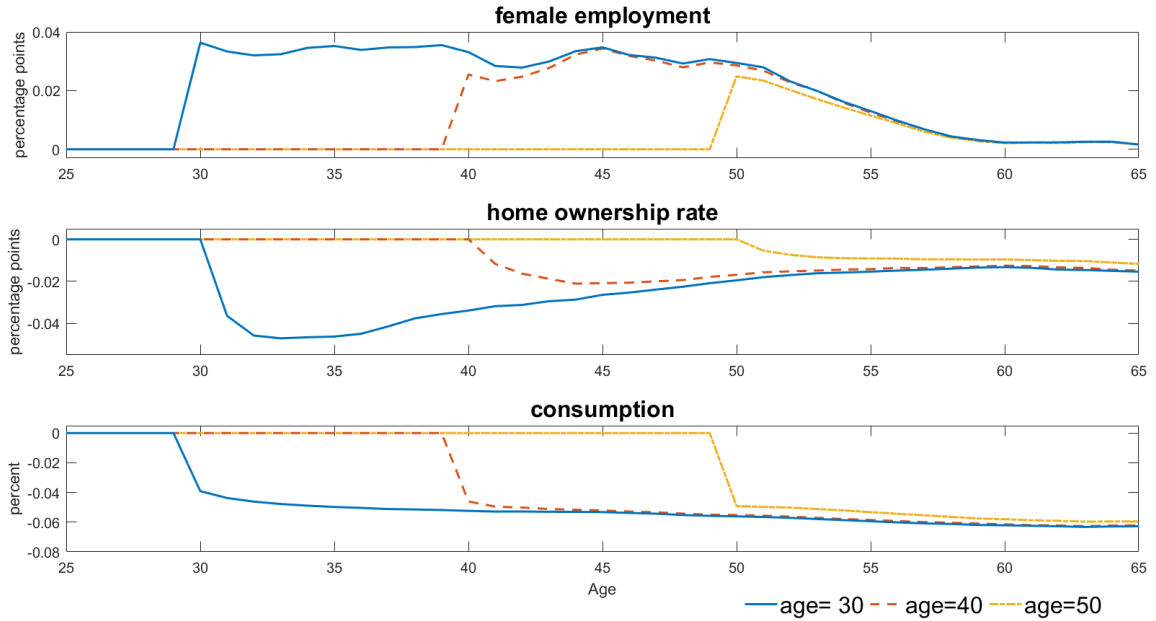 female employment
percentage points
0.04
0.02
0
25 30 35 40 45 50 55 60 65
home ownership rate
percentage points
0
-0.02
-0.04
25 30 35 40 45 50 55 60 65
consumption
percent
0
-0.02
-0.04
-0.06
-0.08
25 30 35 40 45 50 55 60 65
Age
age= 30 age=40 age=50